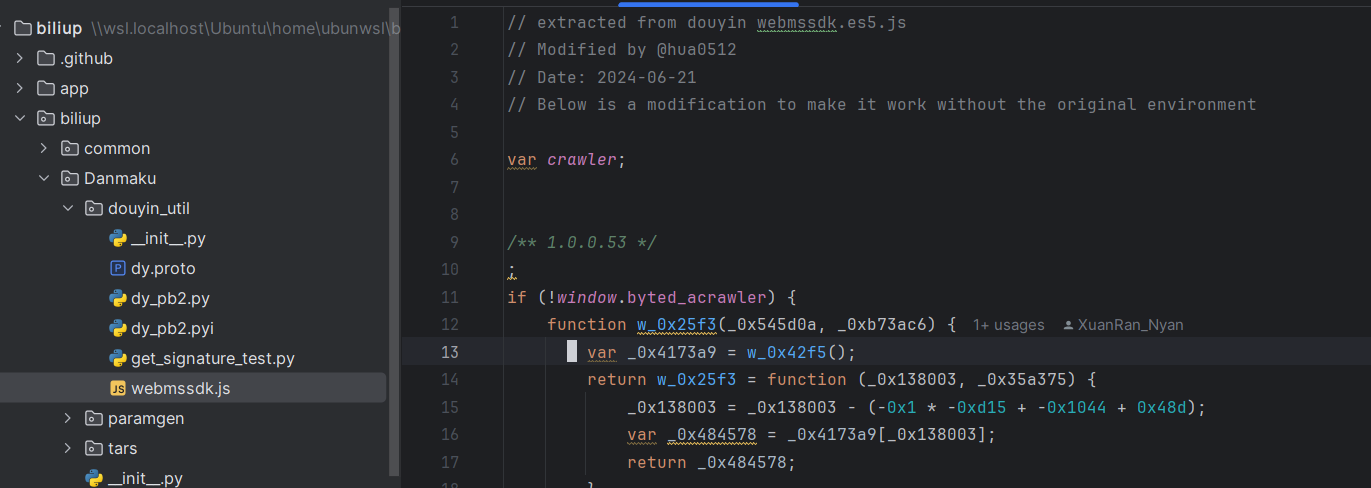 biliup \\wsl.localhost\Ubuntu\home\ubunwsl\b
.github
app
biliup
common
Danmaku
douyin_util
__init__.py
dy.proto
dy_pb2.py
dy_pb2.pyi
get_signature_test.py
webmssdk.js
paramgen
tars
__init__.py
1 // extracted from douyin webmssdk.es5.js
2 // Modified by @hua0512
3 // Date: 2024-06-21
4 // Below is a modification to make it work without the original environment
5
6 var crawler;
7
8
9 /** 1.0.0.53 */
10 ;
11 if (!window.byted_acrawler) {
12 function w_0x25f3(_0x545d0a, _0xb73ac6) { 1+ usages XuanRan_Nyan
13 var _0x4173a9 = w_0x42f5();
14 return w_0x25f3 = function (_0x138003, _0x35a375) {
15 _0x138003 = _0x138003 - (-0x1 * -0xd15 + -0x1044 + 0x48d);
16 var _0x484578 = _0x4173a9[_0x138003];
17 return _0x484578;
18 }